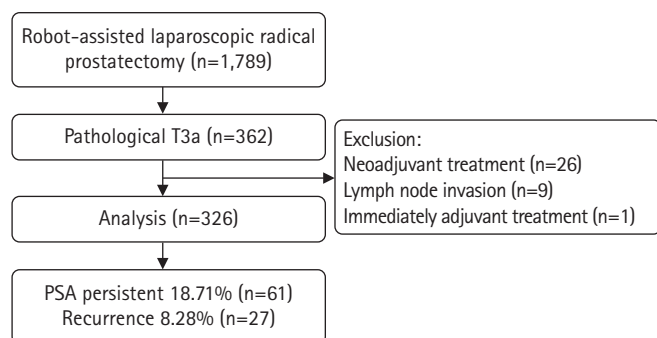 Robot-assisted laparoscopic radical
prostatectomy (n=1,789)
Pathological T3a (n=362)
Exclusion:
Neoadjuvant treatment (n=26)
Lymph node invasion (n=9)
Immediately adjuvant treatment (n=1)
Analysis (n=326)
PSA persistent 18.71% (n=61)
Recurrence 8.28% (n=27)